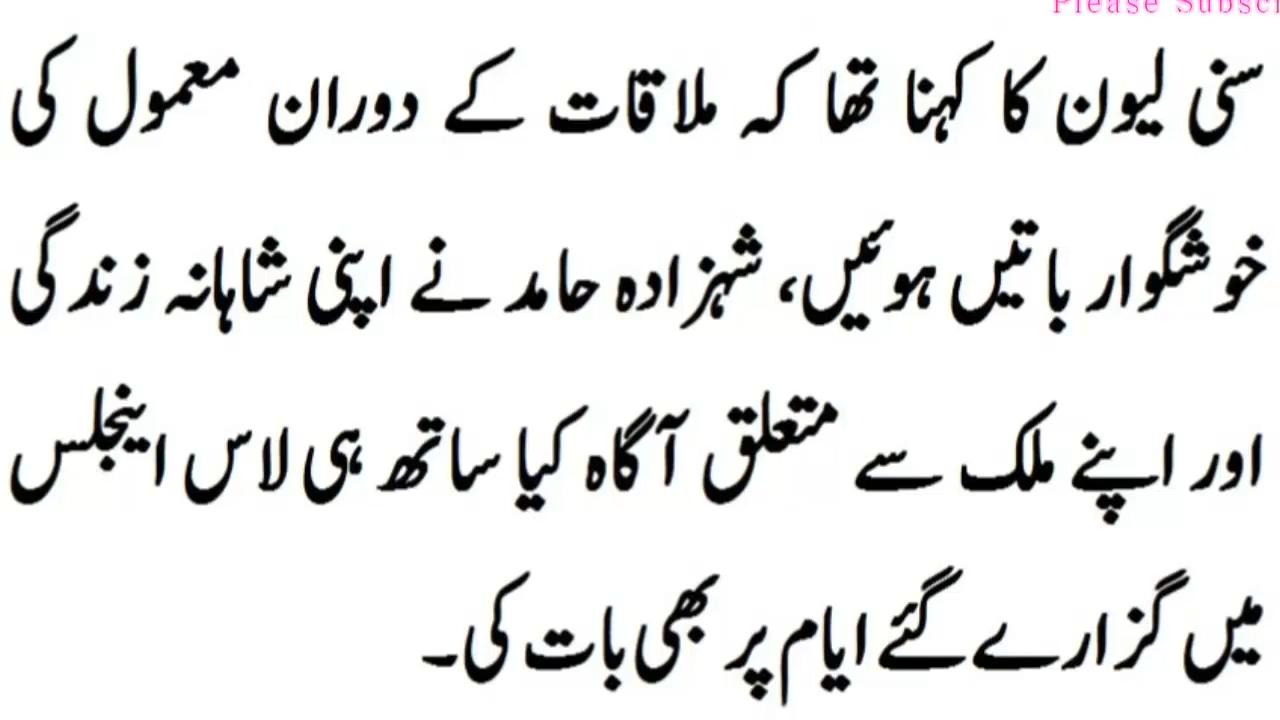 Please Subscr
سنی لیون کا کہنا تھا کہ ملاقات کے دوران معمول کی
خوشگوار باتیں ہوئیں، شہزادہ حامد نے اپنی شاہانہ زندگی
اور اپنے ملک سے متعلق آگاہ کیا ساتھ ہی لاس اینجلس
میں گزارے گئے ایام پر بھی بات کی۔